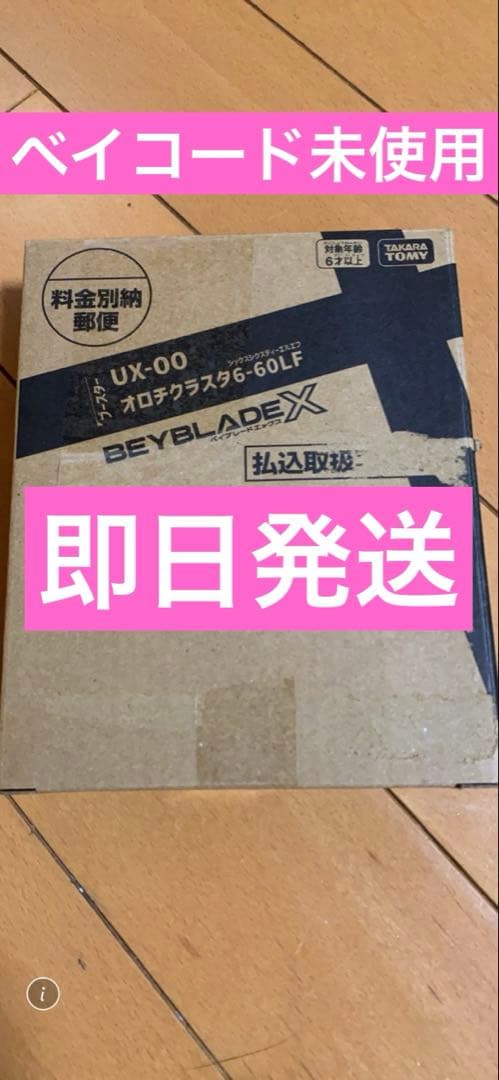 ベイコード未使用
対象年齢
6才以上
TAKARA
TOMY
料金別納
郵便
ブースター
UX-00
シックスシクスティーエルエフ
オロチクラスタ6-60LF
BEYBLADE X
ベイブレードエックス
払込取扱
即日発送